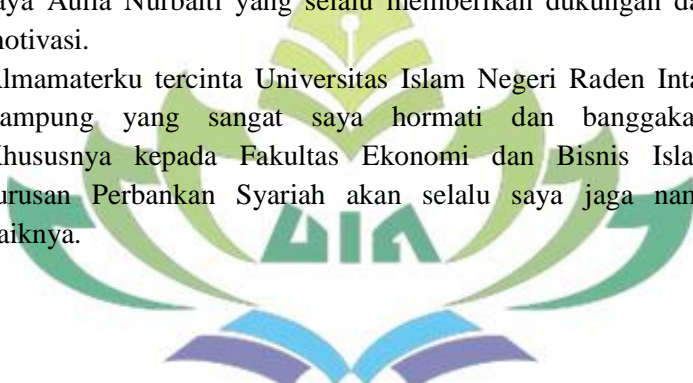 aya Aulia Nurbaiti yang selalu memberikan dukungan da
notivasi.
Almamaterku tercinta Universitas Islam Negeri Raden Inta
ampung yang sangat saya hormati dan banggaka
Khususnya kepada Fakultas Ekonomi dan Bisnis Isla
urusan Perbankan Syariah akan selalu saya jaga nam
aiknya.
UIN